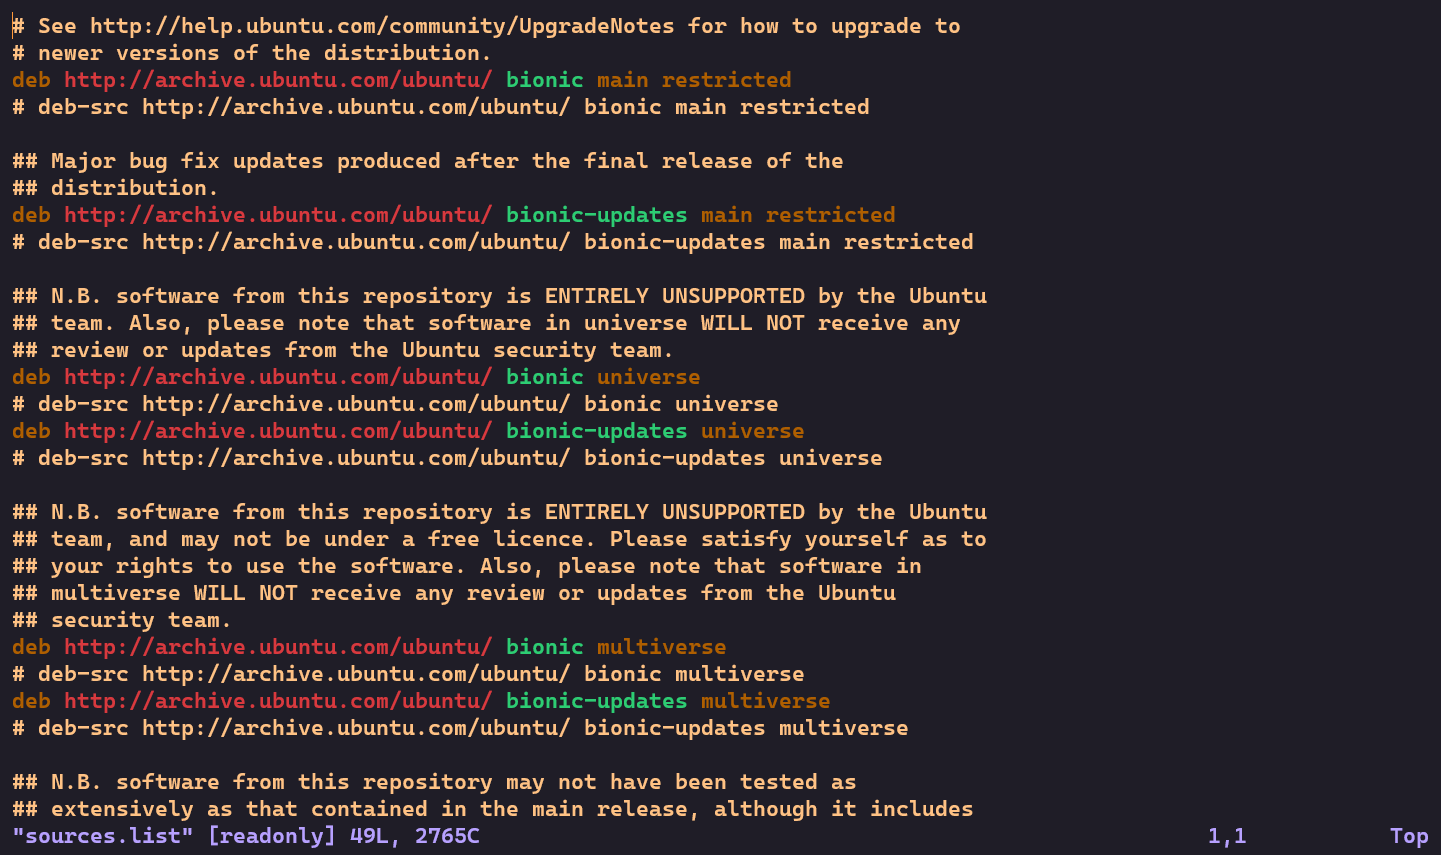 # See http://help.ubuntu.com/community/UpgradeNotes for how to upgrade to
# newer versions of the distribution.
deb http://archive.ubuntu.com/ubuntu/ bionic main restricted
# deb-src http://archive.ubuntu.com/ubuntu/ bionic main restricted

## Major bug fix updates produced after the final release of the
## distribution.
deb http://archive.ubuntu.com/ubuntu/ bionic-updates main restricted
# deb-src http://archive.ubuntu.com/ubuntu/ bionic-updates main restricted

## N.B. software from this repository is ENTIRELY UNSUPPORTED by the Ubuntu
## team. Also, please note that software in universe WILL NOT receive any
## review or updates from the Ubuntu security team.
deb http://archive.ubuntu.com/ubuntu/ bionic universe
# deb-src http://archive.ubuntu.com/ubuntu/ bionic universe
deb http://archive.ubuntu.com/ubuntu/ bionic-updates universe
# deb-src http://archive.ubuntu.com/ubuntu/ bionic-updates universe

## N.B. software from this repository is ENTIRELY UNSUPPORTED by the Ubuntu
## team, and may not be under a free licence. Please satisfy yourself as to
## your rights to use the software. Also, please note that software in
## multiverse WILL NOT receive any review or updates from the Ubuntu
## security team.
deb http://archive.ubuntu.com/ubuntu/ bionic multiverse
# deb-src http://archive.ubuntu.com/ubuntu/ bionic multiverse
deb http://archive.ubuntu.com/ubuntu/ bionic-updates multiverse
# deb-src http://archive.ubuntu.com/ubuntu/ bionic-updates multiverse

## N.B. software from this repository may not have been tested as
## extensively as that contained in the main release, although it includes
"sources.list" [readonly] 49L, 2765C 1,1 Top